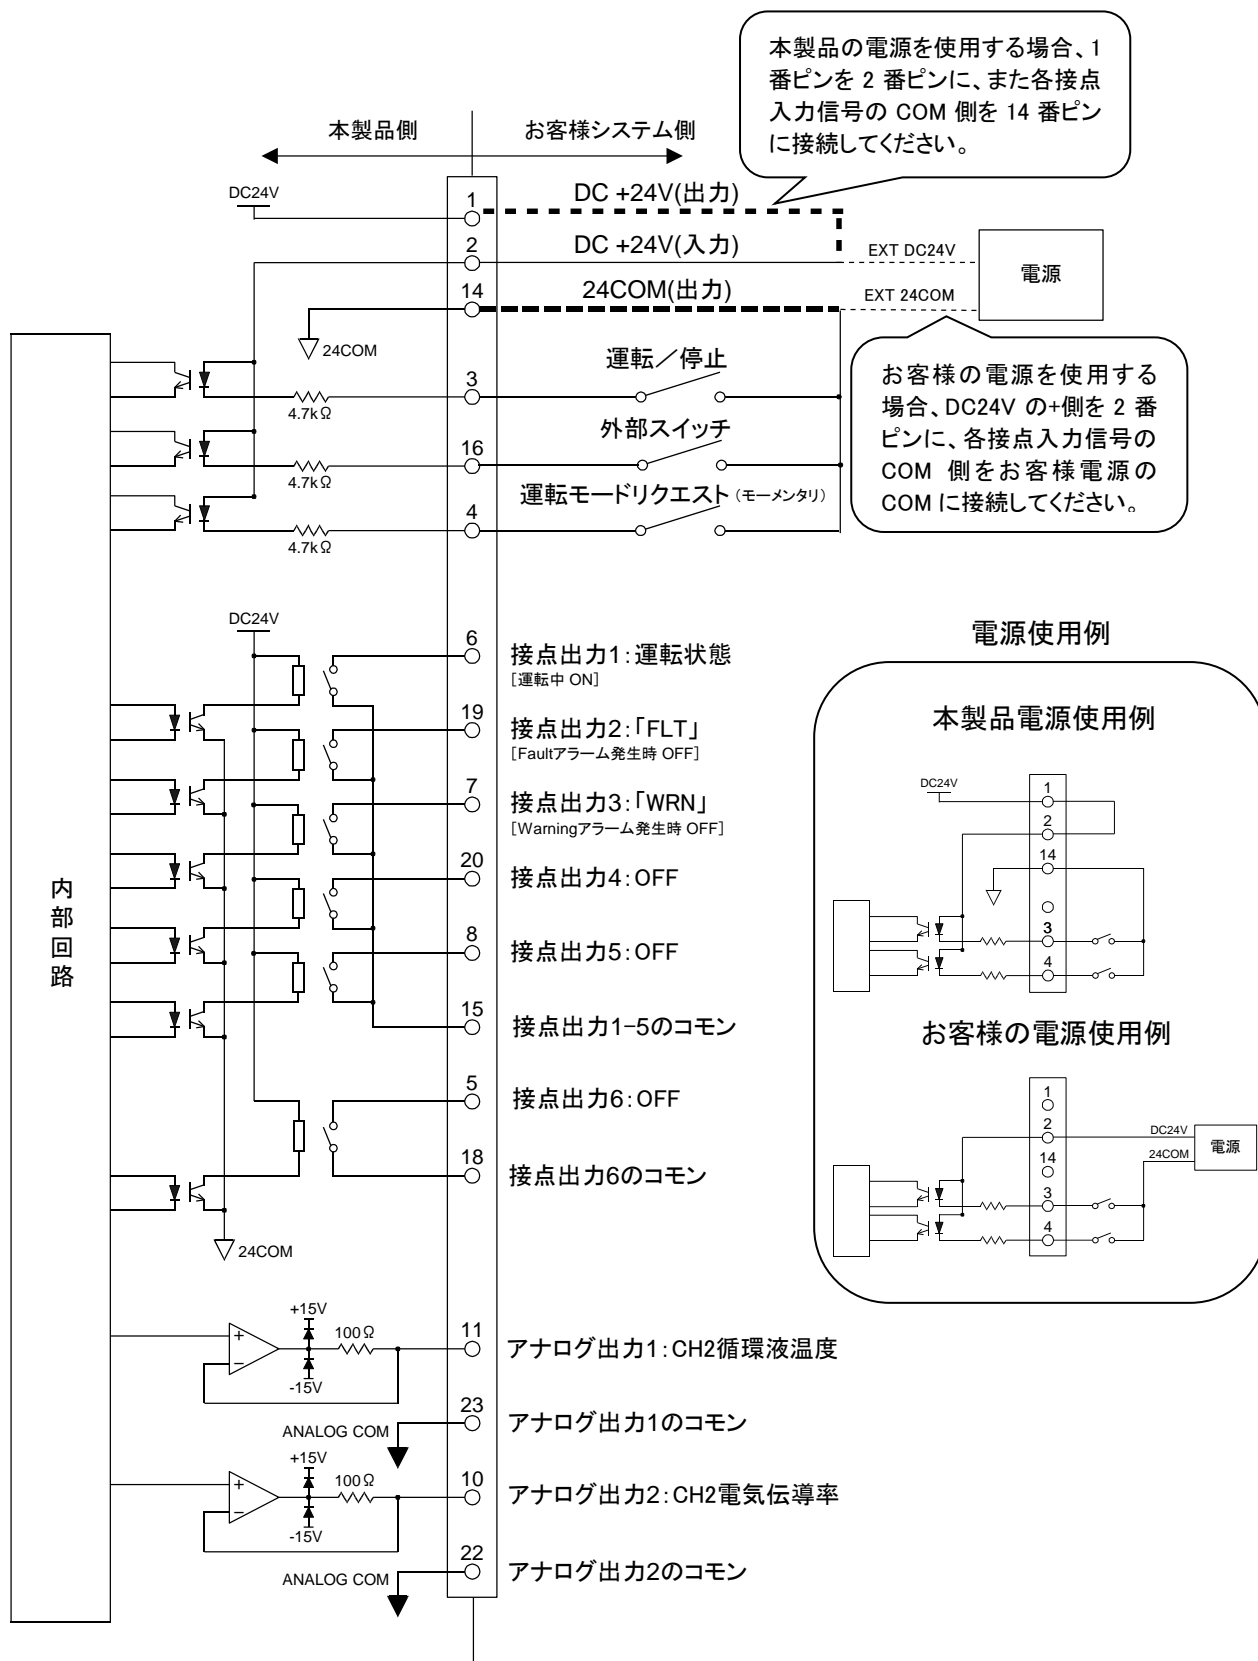 本製品の電源を使用する場合、1
番ピンを 2 番ピンに、また各接点
入力信号の COM 側を 14 番ピン
に接続してください。
本製品側
お客様システム側
DC24V
1
DC +24V(出力)
2
DC +24V(入力)
EXT DC24V
電源
14
24COM(出力)
EXT 24COM
24COM
お客様の電源を使用する
場合、DC24V の+側を 2 番
ピンに、各接点入力信号の
COM 側をお客様電源の
COM に接続してください。
運転／停止
3
4.7kΩ
外部スイッチ
16
4.7kΩ
運転モードリクエスト（モーメンタリ）
4
4.7kΩ
内部回路
DC24V
6
接点出力1：運転状態
[運転中 ON]
19
接点出力2：「FLT」
[Faultアラーム発生時 OFF]
7
接点出力3：「WRN」
[Warningアラーム発生時 OFF]
20
接点出力4：OFF
8
接点出力5：OFF
15
接点出力1-5のコモン
5
接点出力6：OFF
18
接点出力6のコモン
24COM
+15V
100Ω
-15V
11
アナログ出力1：CH2循環液温度
23
ANALOG COM
アナログ出力1のコモン
+15V
100Ω
-15V
10
アナログ出力2：CH2電気伝導率
22
ANALOG COM
アナログ出力2のコモン
電源使用例
本製品電源使用例
DC24V
1
2
14
3
4
お客様の電源使用例
1
2
DC24V
電源
24COM
14
3
4